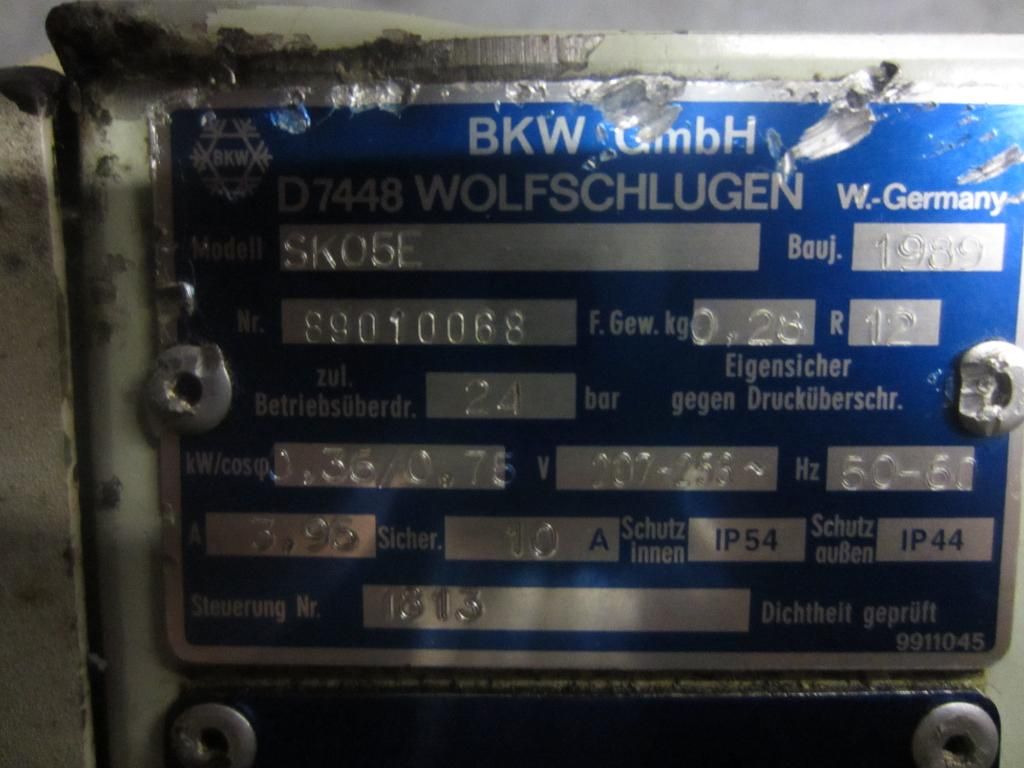 BKW
BKW GmbH
D7448 WOLFSCHLUGEN W.-Germany
Modell SK05E Bauj. 1989
Nr. 89010068 F. Gew. kg 0,28 R 12
zul. Betriebsüberdr. 24 bar Eigensicher gegen Drucküberschr.
kW/cosφ 0,36/0,75 V 207-256~ Hz 50-60
A 3,95 Sicher. 10 A Schutz innen IP54 Schutz außen IP44
Steuerung Nr. 1813 Dichtheit geprüft
9911045